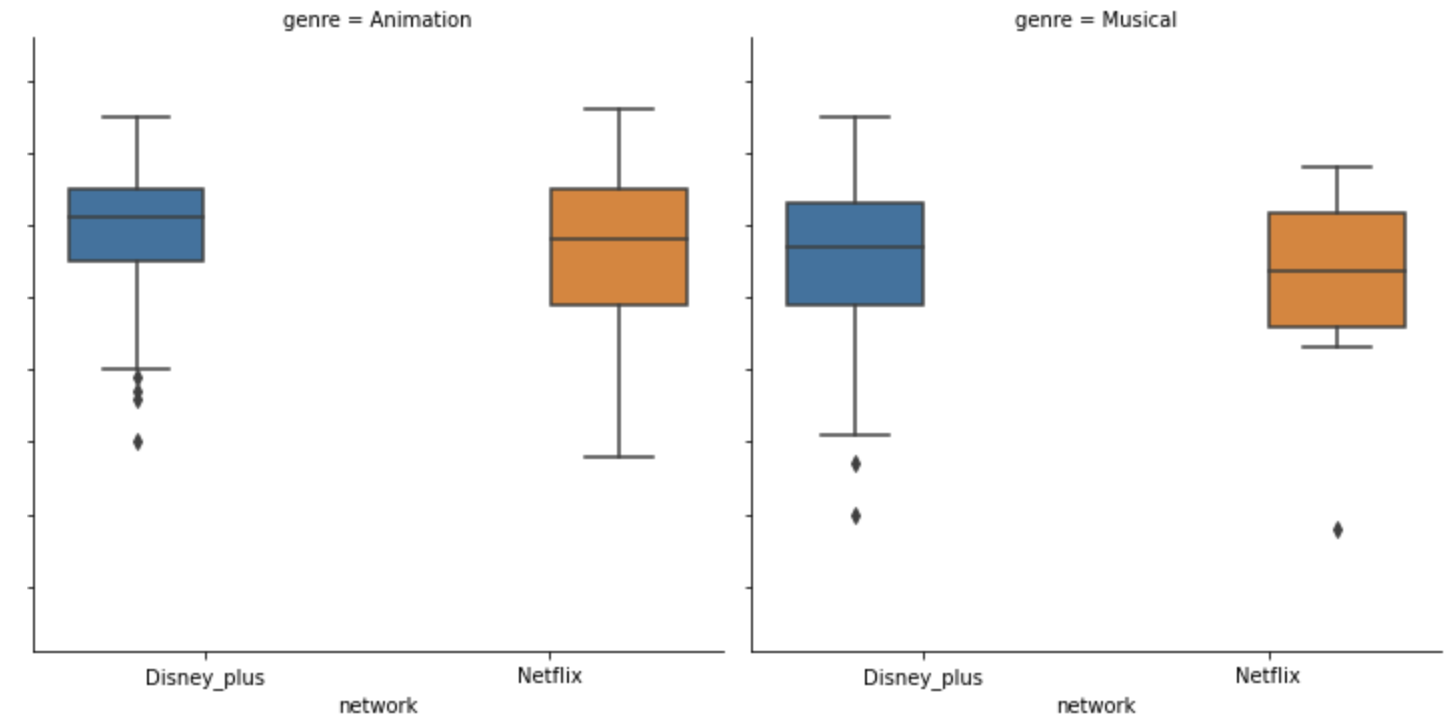 genre = Animation
genre = Musical
Disney_plus
Netflix
Disney_plus
Netflix
network
network